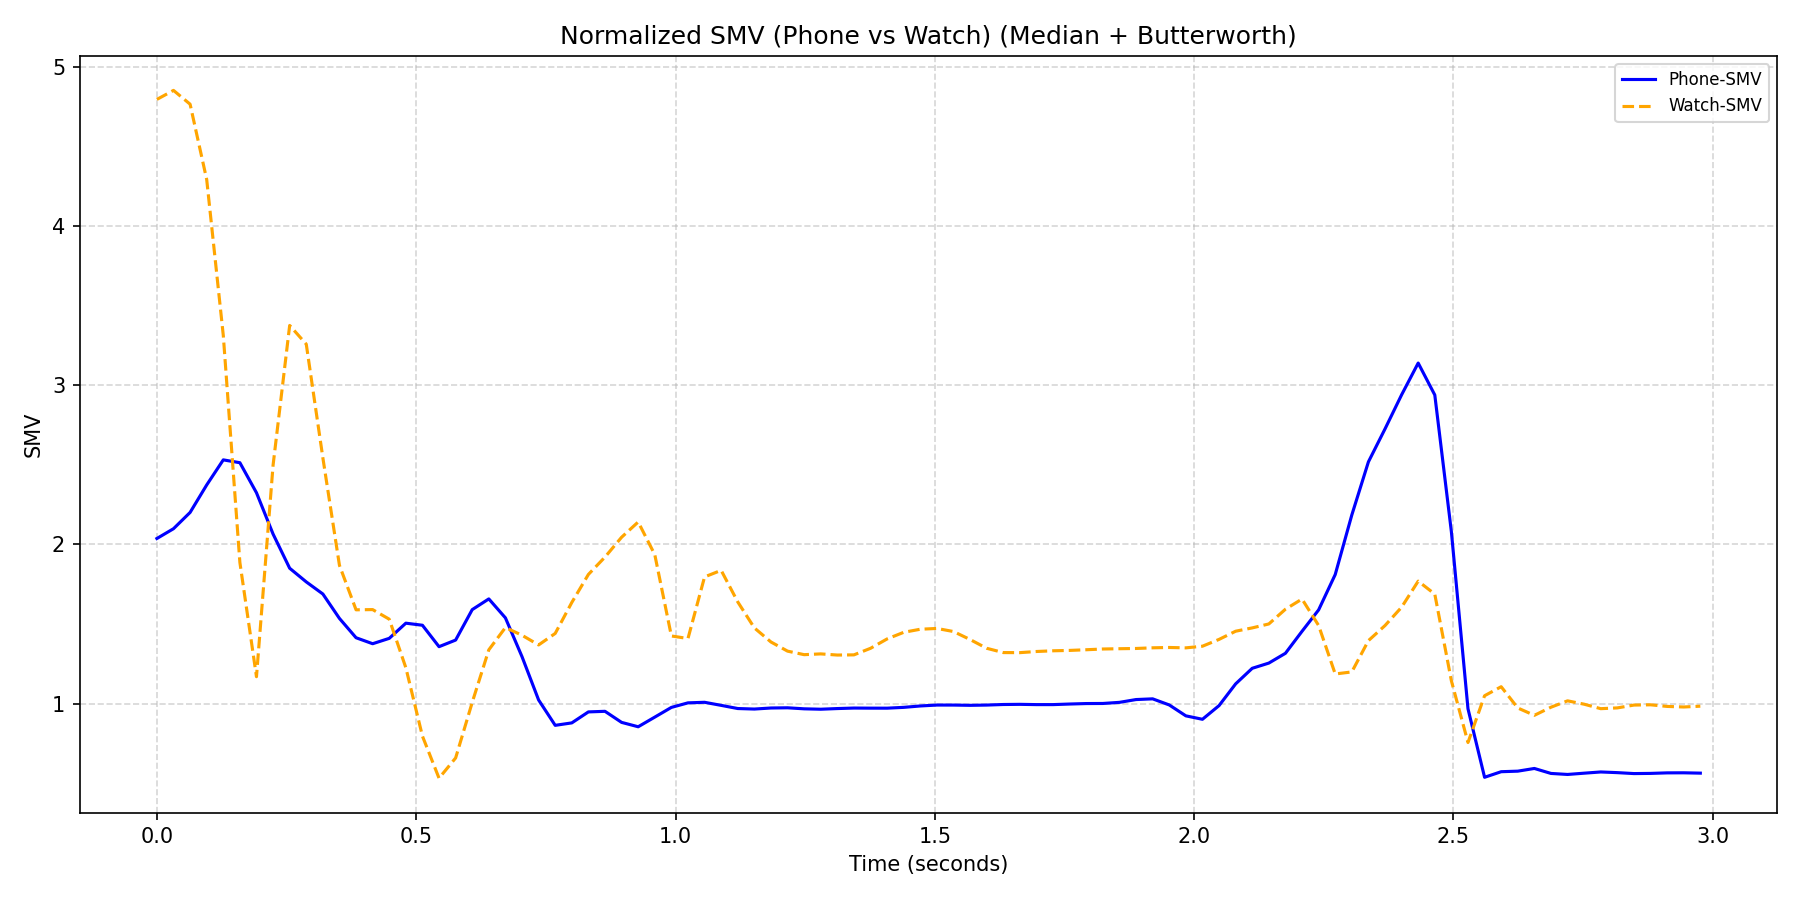 Normalized SMV (Phone vs Watch) (Median + Butterworth)
Phone-SMV
Watch-SMV
5
4
3
2
1
SMV
0.0 0.5 1.0 1.5 2.0 2.5 3.0
Time (seconds)